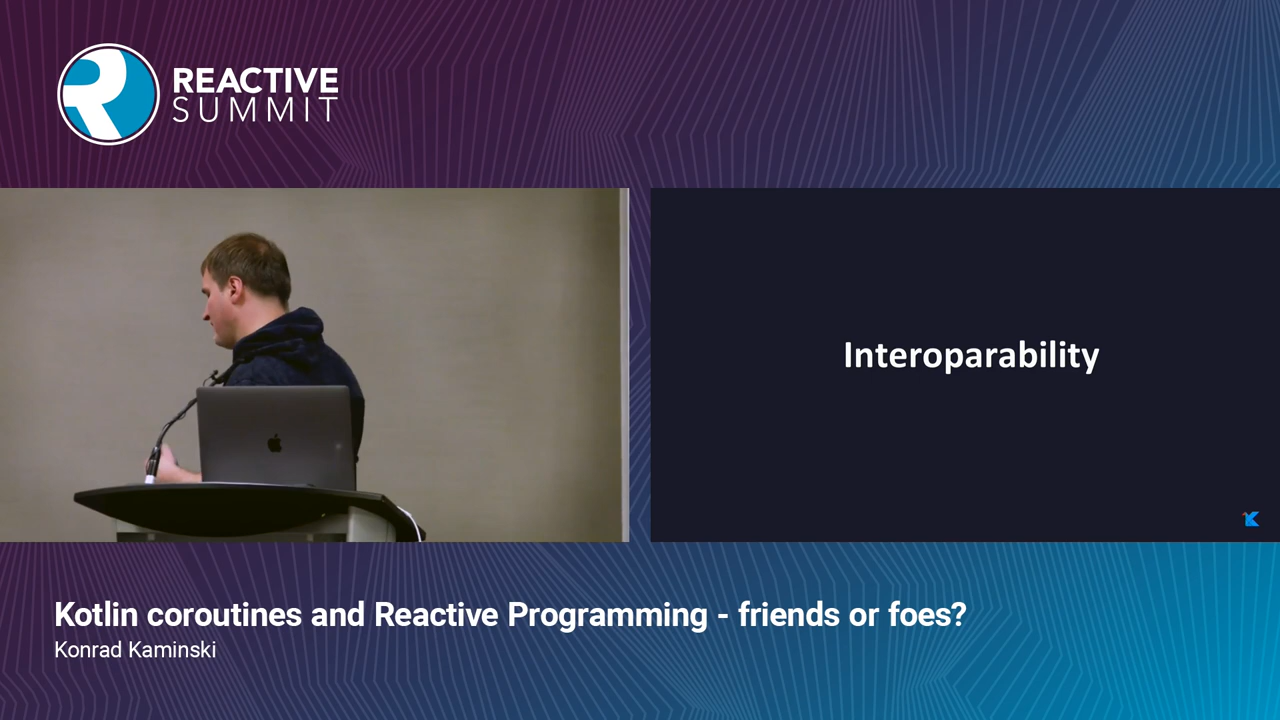 REACTIVE
SUMMIT
Interoparability
Kotlin coroutines and Reactive Programming - friends or foes?
Konrad Kaminski